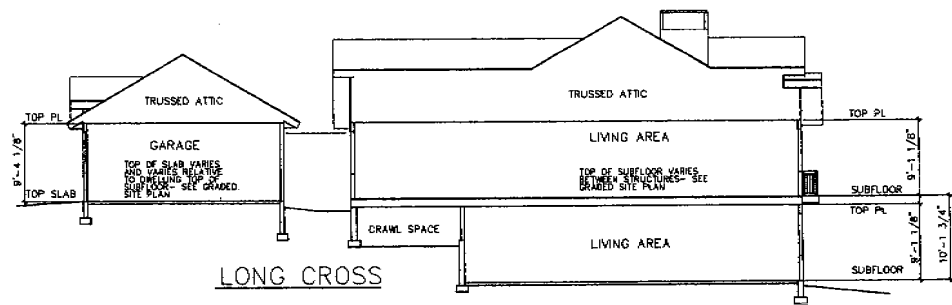 TRUSSED ATTIC
TOP PL
GARAGE
TOP OF SLAB VARIES
AND VARIES RELATIVE
TO DWELLING TOP OF
SUBFLOOR- SEE GRADED
SITE PLAN
9'-4 1/8"
TOP SLAB
TRUSSED ATTIC
TOP PL
LIVING AREA
TOP OF SUBFLOOR VARIES
BETWEEN STRUCTURES- SEE
GRADED SITE PLAN
9'-1 1/8"
SUBFLOOR
TOP PL
CRAWL SPACE
LIVING AREA
9'-1 1/8"
10'-1 3/4"
SUBFLOOR
LONG CROSS